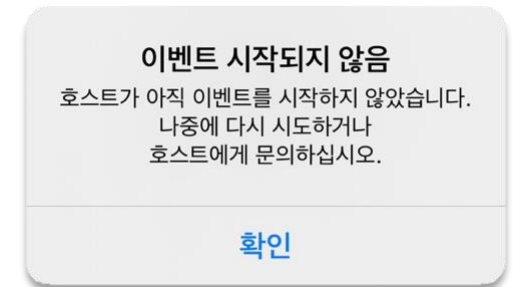 이벤트 시작되지 않음
호스트가 아직 이벤트를 시작하지 않았습니다.
나중에 다시 시도하거나
호스트에게 문의하십시오.
확인